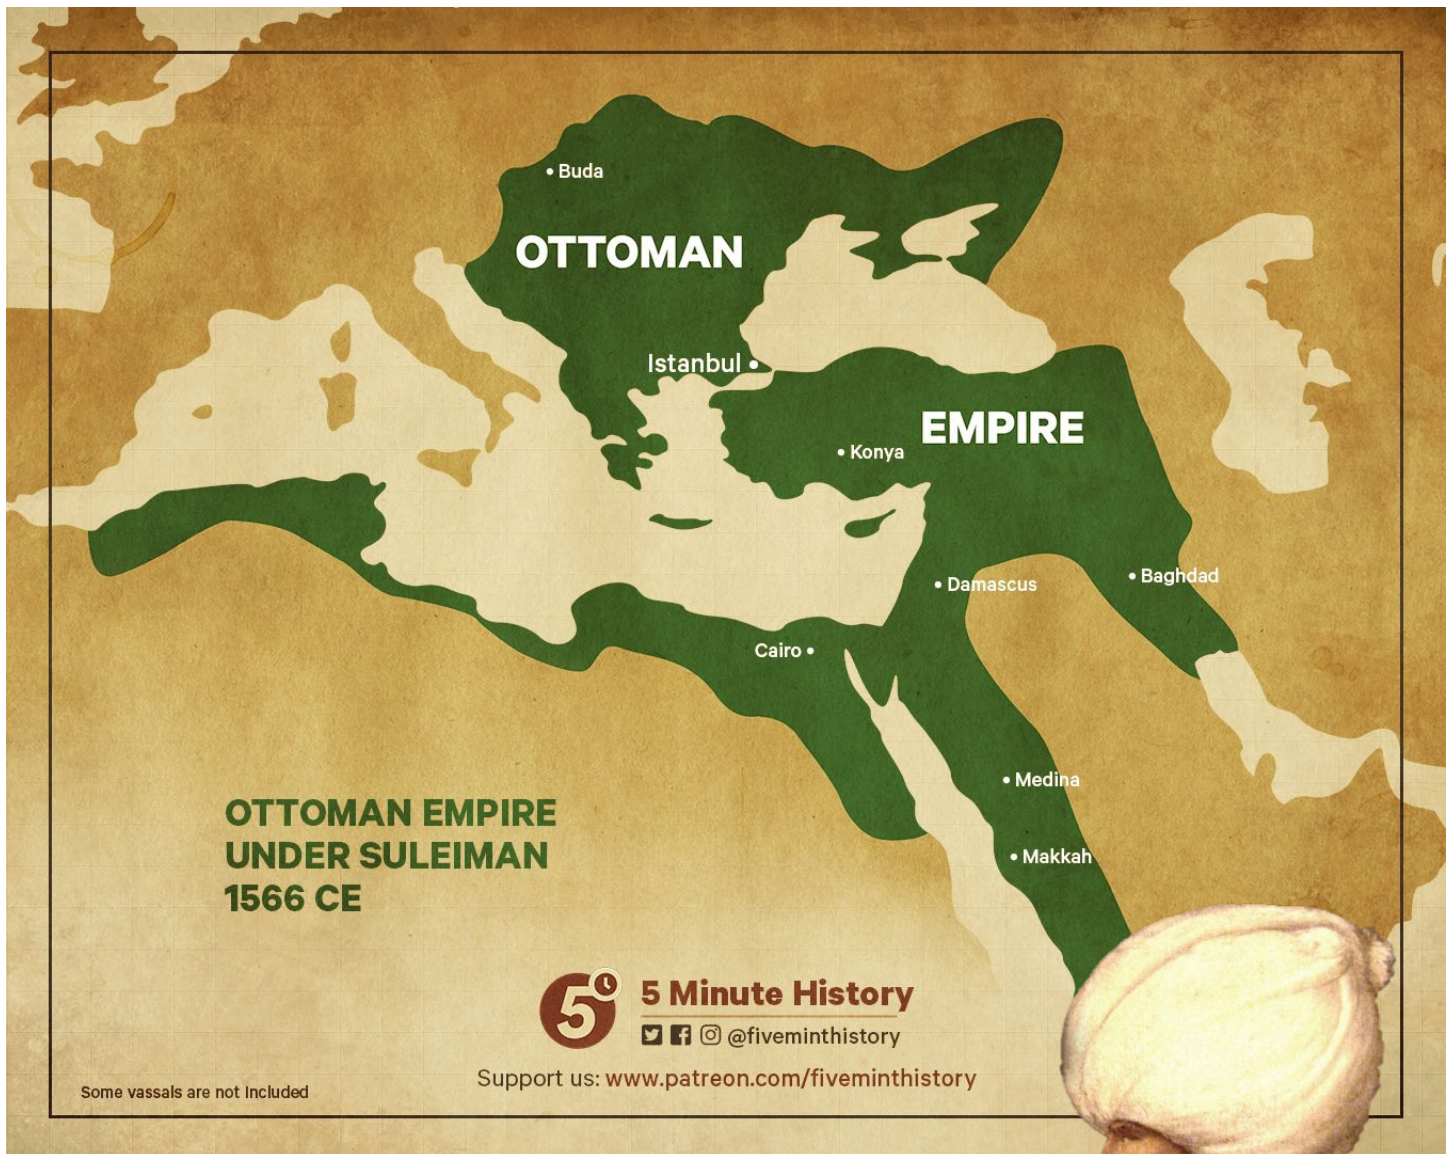 Buda
OTTOMAN
Istanbul
EMPIRE
Konya
Baghdad
Damascus
Cairo
Medina
OTTOMAN EMPIRE
UNDER SULEIMAN
1566 CE
Makkah
5
5 Minute History
@fiveminthistory
Support us: www.patreon.com/fiveminthistory
Some vassals are not Included